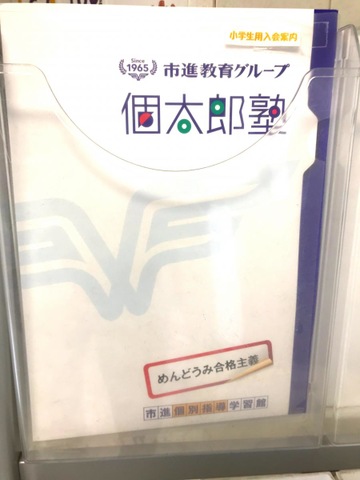 小学生用入会案内
Since
1965
市進教育グループ
個太郎塾
めんどうみ合格主義
市進個別指導学習館